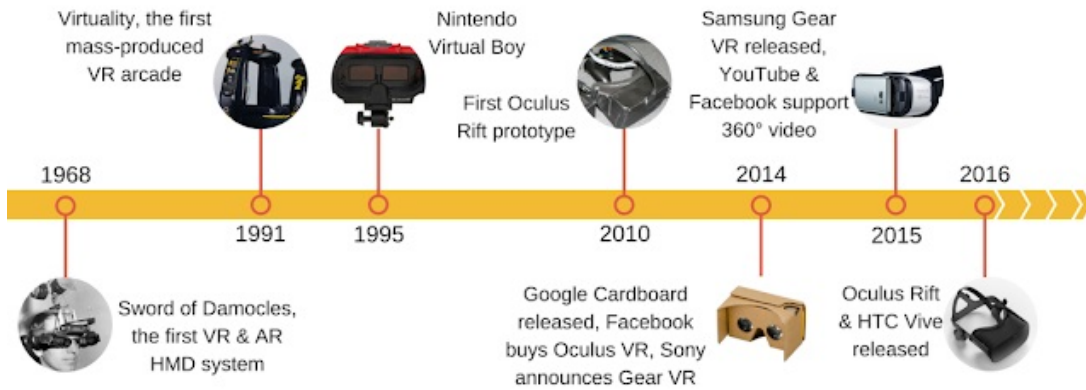 Virtuality, the first
mass-produced
VR arcade
Nintendo
Virtual Boy
First Oculus
Rift prototype
Samsung Gear
VR released,
YouTube &
Facebook support
360° video
1968
2014
2016
1991
1995
2010
2015
Sword of Damocles,
the first VR & AR
HMD system
Google Cardboard
released, Facebook
buys Oculus VR, Sony
announces Gear VR
Oculus Rift
& HTC Vive
released